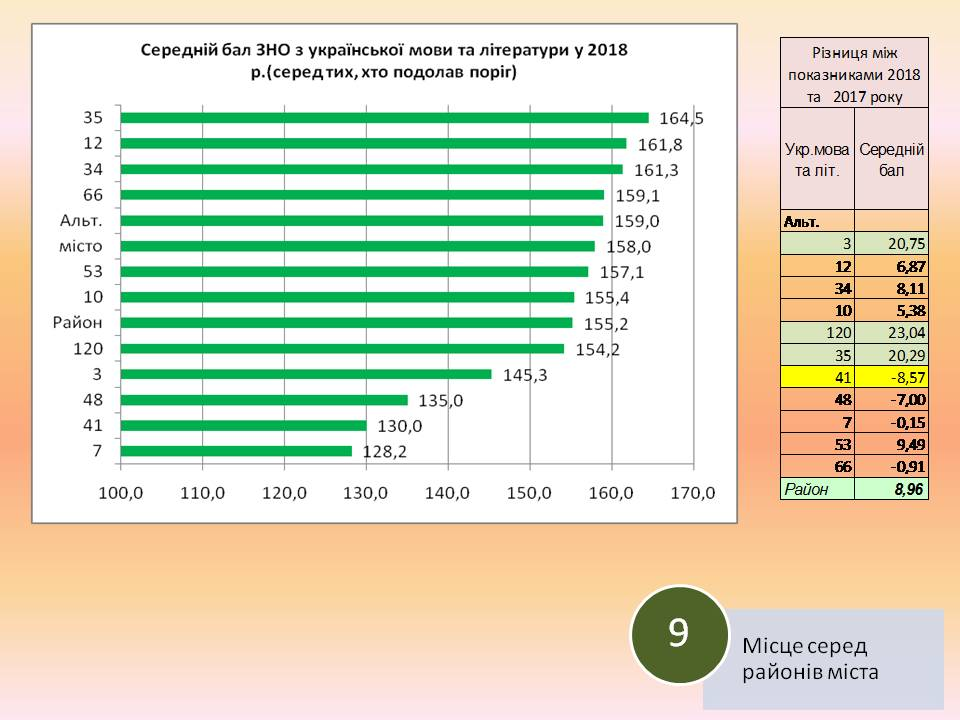 Середній бал ЗНО з української мови та літератури у 2018
р.(серед тих, хто подолав поріг)
35 164,5
12 161,8
34 161,3
66 159,1
Альт. 159,0
місто 158,0
53 157,1
10 155,4
Район 155,2
120 154,2
3 145,3
48 135,0
41 130,0
7 128,2
100,0 110,0 120,0 130,0 140,0 150,0 160,0 170,0
Різниця між
показниками 2018
та 2017 року
Укр.мова Середній
та літ. бал
Альт.
3 20,75
12 6,87
34 8,11
10 5,38
120 23,04
35 20,29
41 -8,57
48 -7,00
7 -0,15
53 9,49
66 -0,91
Район 8,96
9
Місце серед
районів міста